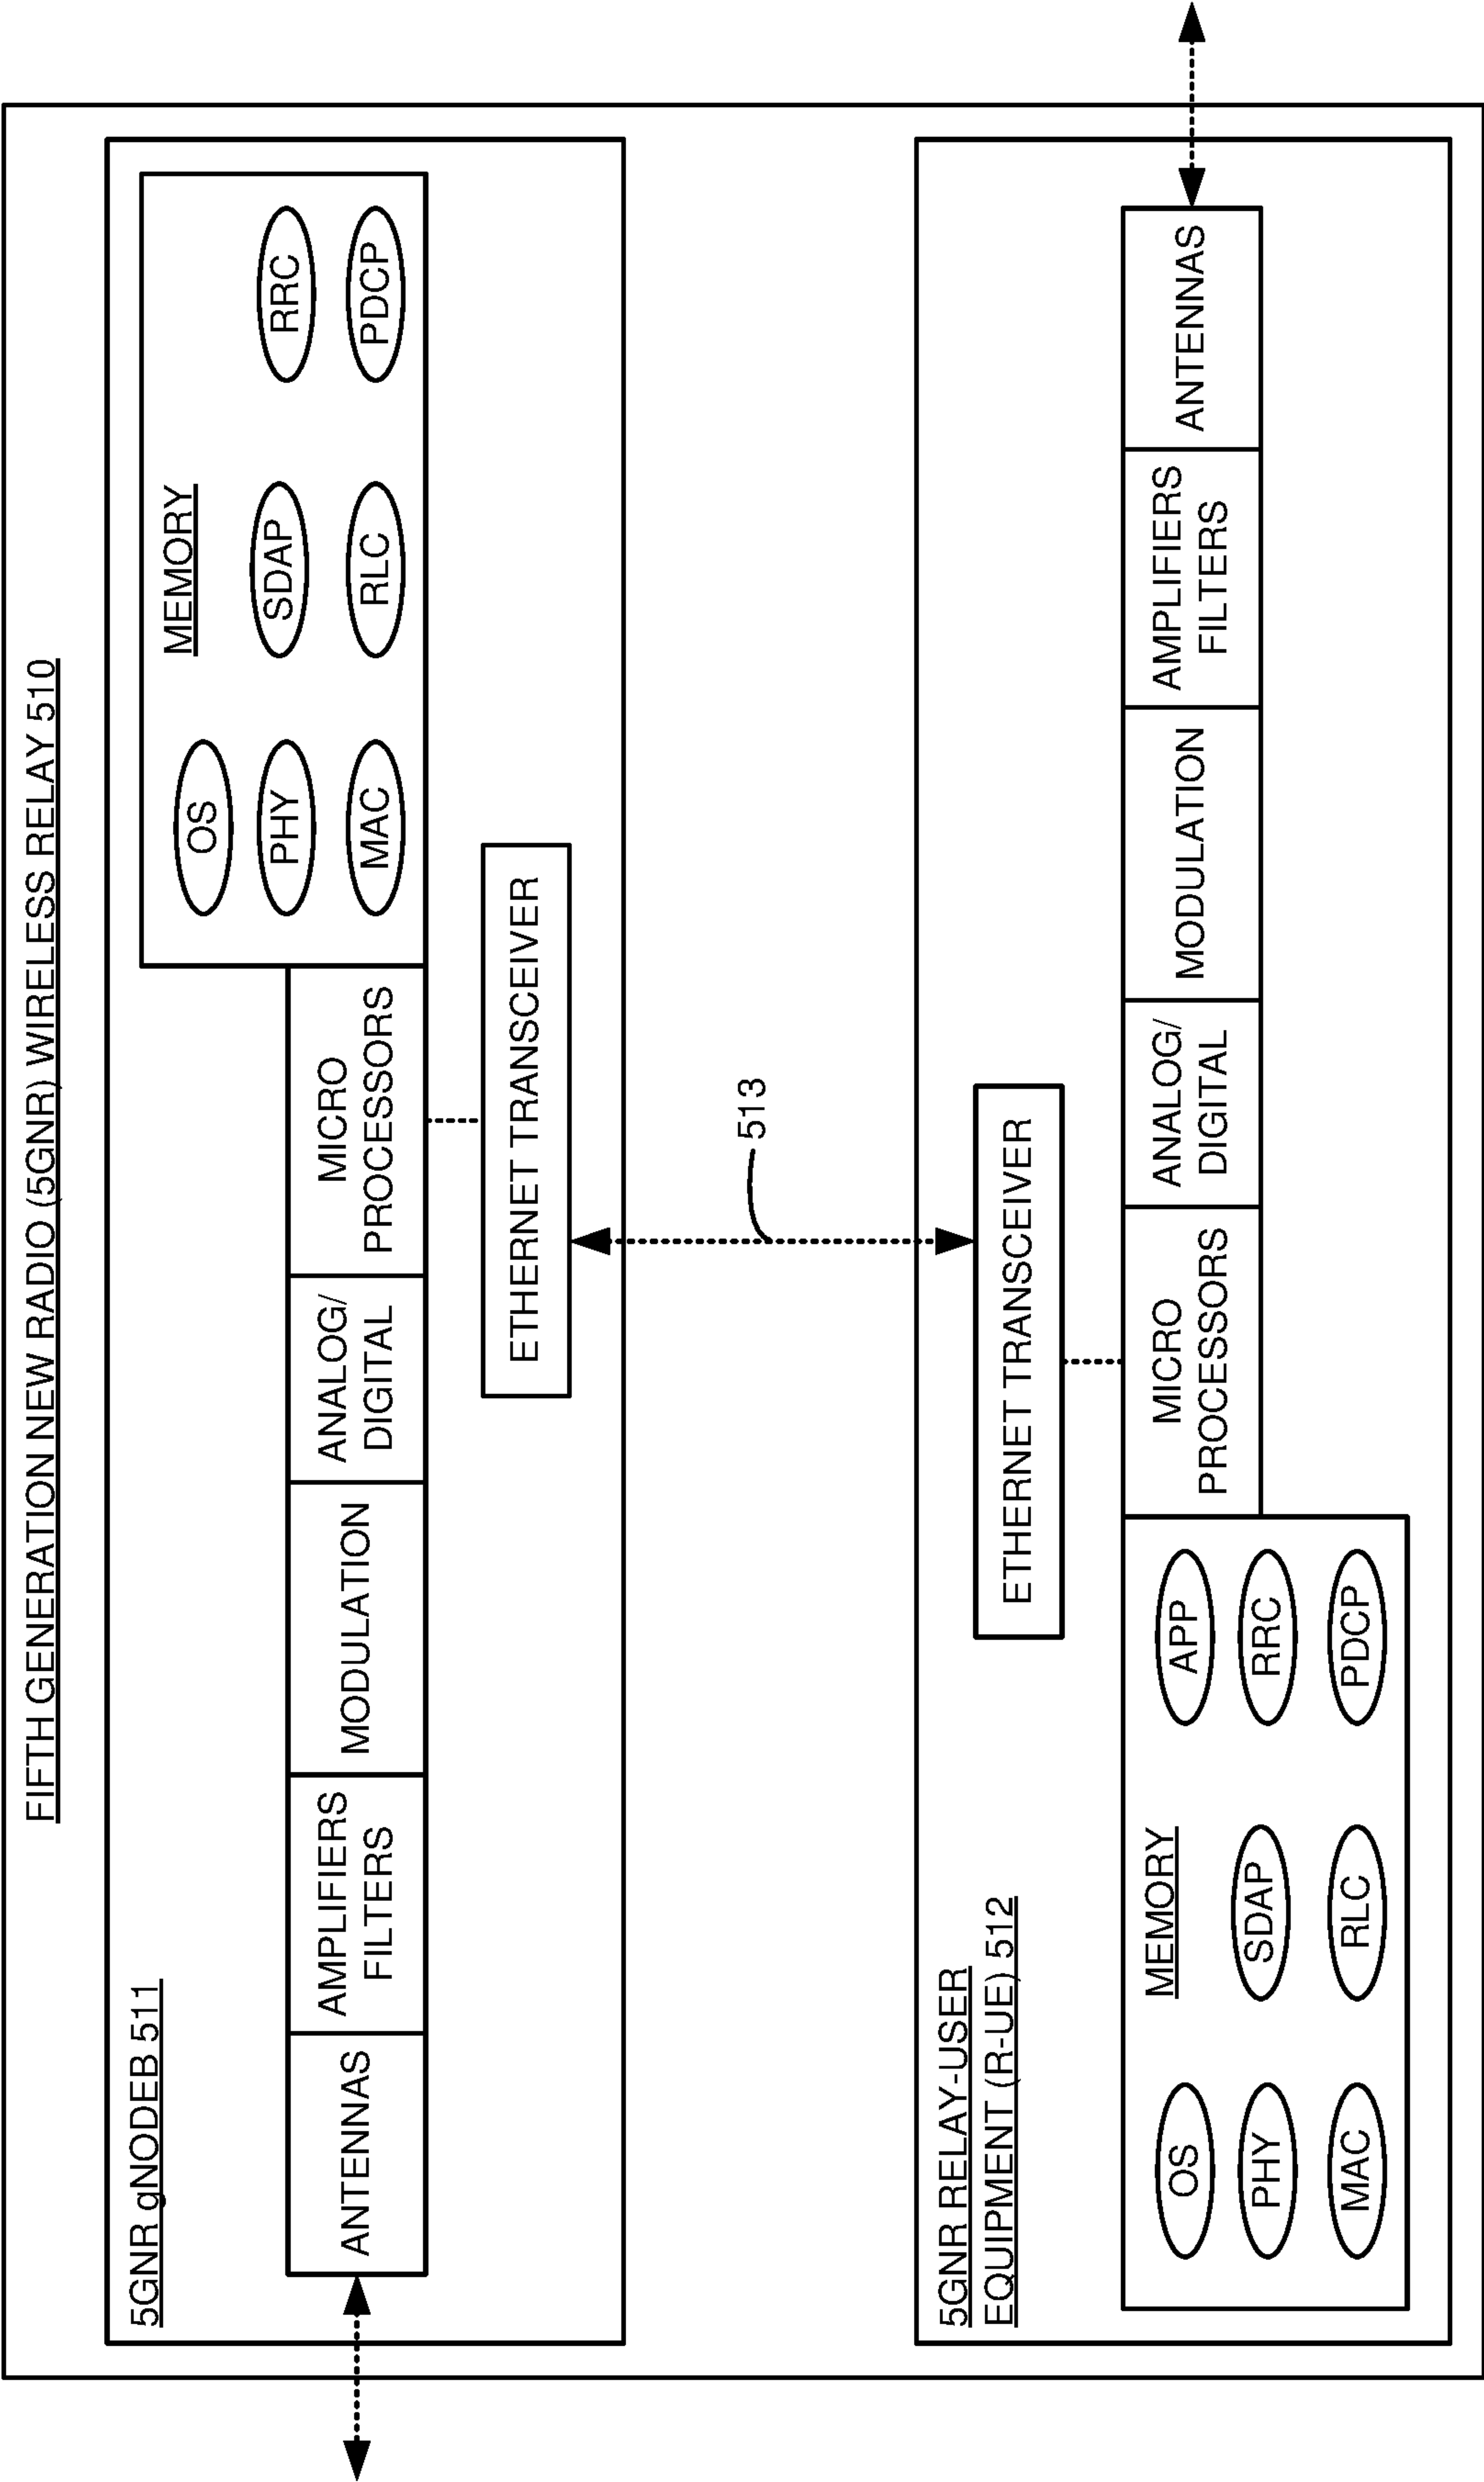 FIFTH GENERATION NEW RADIO (5GNR) WIRELESS RELAY 510
5GNR gNODEB 511
ANTENNAS
AMPLIFIERS
FILTERS
MODULATION
ANALOG/
DIGITAL
MICRO
PROCESSORS
MEMORY
OS
PHY
SDAP
RRC
MAC
RLC
PDCP
ETHERNET TRANSCEIVER
513
5GNR RELAY-USER
EQUIPMENT (R-UE) 512
ETHERNET TRANSCEIVER
MEMORY
OS
APP
PHY
SDAP
RRC
MAC
RLC
PDCP
MICRO
PROCESSORS
ANALOG/
DIGITAL
MODULATION
AMPLIFIERS
FILTERS
ANTENNAS